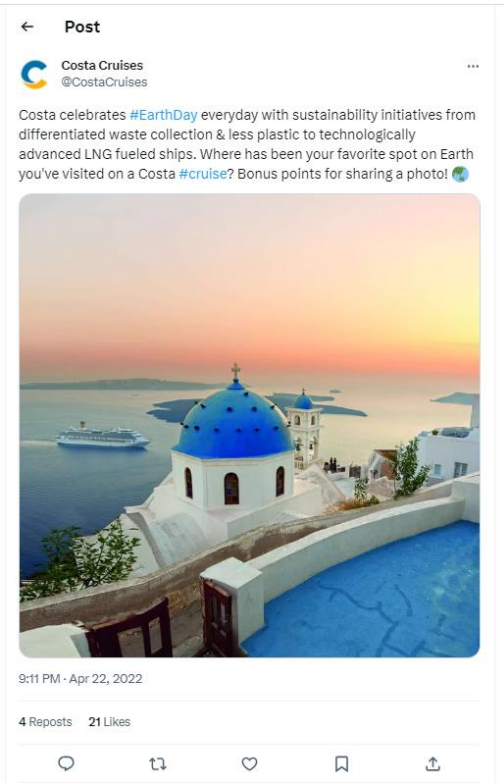 Post
Costa Cruises
@CostaCruises
Costa celebrates #EarthDay everyday with sustainability initiatives from
differentiated waste collection & less plastic to technologically
advanced LNG fueled ships. Where has been your favorite spot on Earth
you've visited on a Costa #cruise? Bonus points for sharing a photo! 🌏
9:11 PM · Apr 22, 2022
4 Reposts 21 Likes